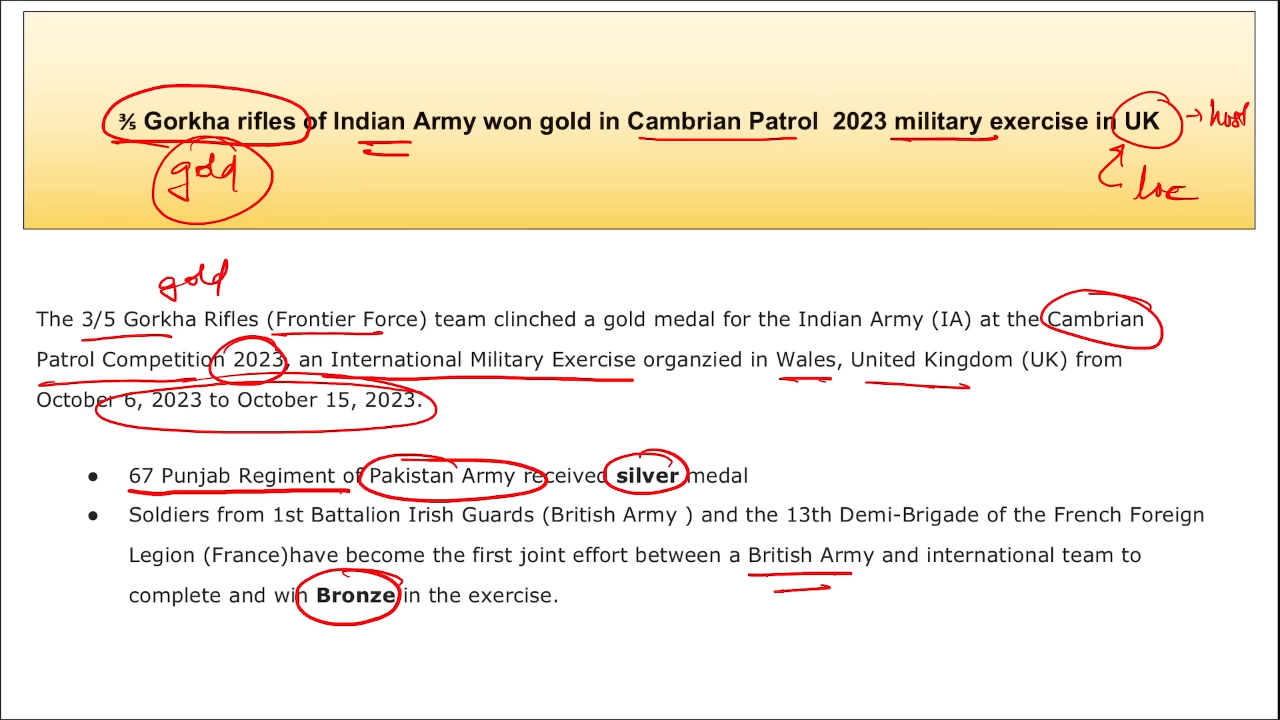 ⅗ Gorkha rifles of Indian Army won gold in Cambrian Patrol 2023 military exercise in UK → host
gold
loc
gold
The 3/5 Gorkha Rifles (Frontier Force) team clinched a gold medal for the Indian Army (IA) at the Cambrian
Patrol Competition 2023, an International Military Exercise organzied in Wales, United Kingdom (UK) from
October 6, 2023 to October 15, 2023.
● 67 Punjab Regiment of Pakistan Army received silver medal
● Soldiers from 1st Battalion Irish Guards (British Army ) and the 13th Demi-Brigade of the French Foreign
Legion (France)have become the first joint effort between a British Army and international team to
complete and win Bronze in the exercise.